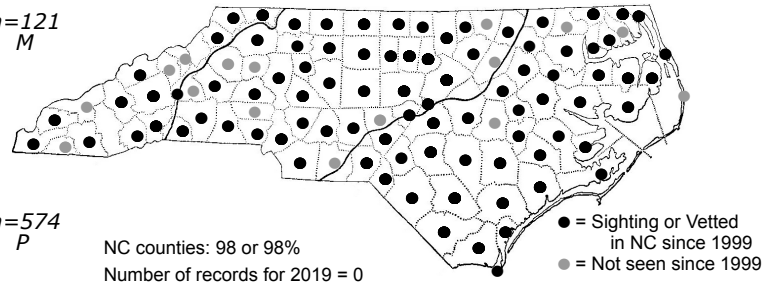 n=121
M
n=574
P
NC counties: 98 or 98%
Number of records for 2019 = 0
= Sighting or Vetted
in NC since 1999
= Not seen since 1999